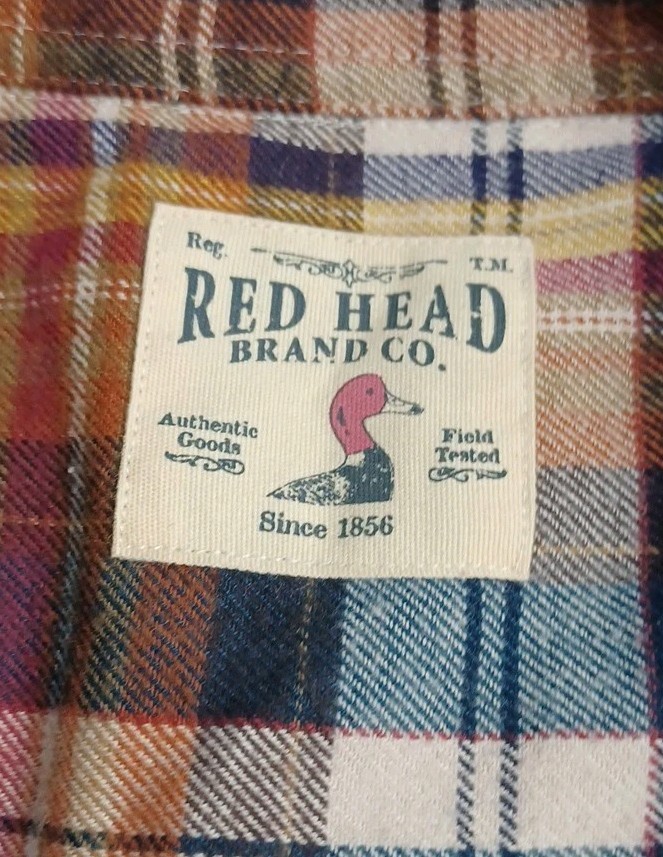 Reg. T.M.
RED HEAD
BRAND CO.
Authentic
Goods
Field
Tested
Since 1856